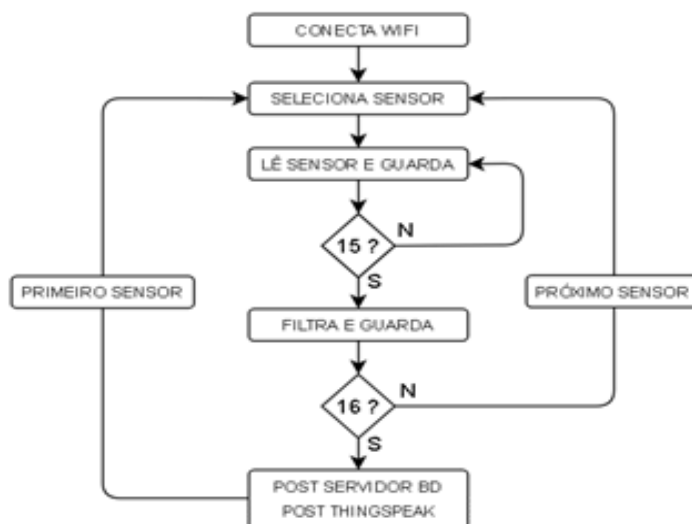 CONECTA WIFI
SELECIONA SENSOR
LÊ SENSOR E GUARDA
N
15 ?
S
PRIMEIRO SENSOR
PRÓXIMO SENSOR
FILTRA E GUARDA
N
16 ?
S
POST SERVIDOR BD
POST THINGSPEAK